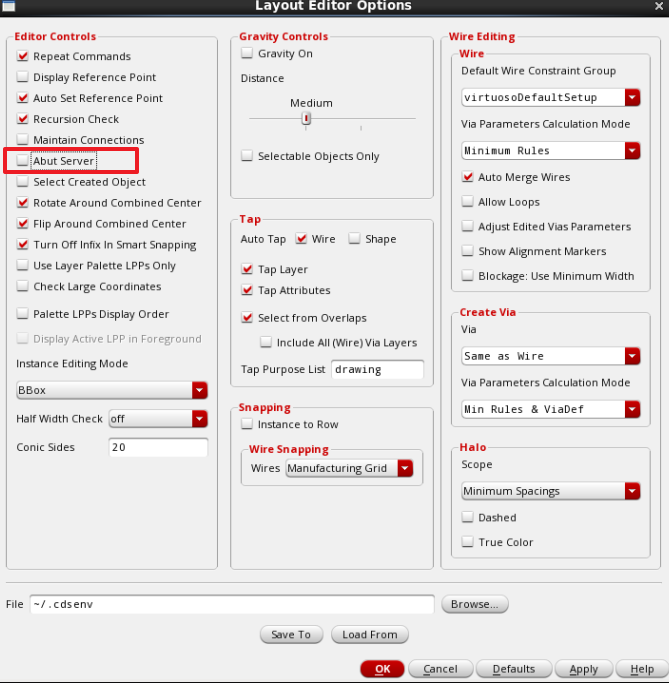 Layout Editor Options
Editor Controls
Repeat Commands
Display Reference Point
Auto Set Reference Point
Recursion Check
Maintain Connections
Abut Server
Select Created Object
Rotate Around Combined Center
Flip Around Combined Center
Turn Off Infix In Smart Snapping
Use Layer Palette LPPs Only
Check Large Coordinates
Palette LPPs Display Order
Display Active LPP in Foreground
Instance Editing Mode
BBox
Half Width Check off
Conic Sides 20
Gravity Controls
Gravity On
Distance
Medium
Selectable Objects Only
Tap
Auto Tap Wire Shape
Tap Layer
Tap Attributes
Select from Overlaps
Include All (Wire) Via Layers
Tap Purpose List drawing
Snapping
Instance to Row
Wire Snapping
Wires Manufacturing Grid
Wire Editing
Wire
Default Wire Constraint Group
virtuosoDefaultSetup
Via Parameters Calculation Mode
Minimum Rules
Auto Merge Wires
Allow Loops
Adjust Edited Vias Parameters
Show Alignment Markers
Blockage: Use Minimum Width
Create Via
Via
Same as Wire
Via Parameters Calculation Mode
Min Rules & ViaDef
Halo
Scope
Minimum Spacings
Dashed
True Color
File ~/.cdsenv Browse...
Save To Load From
OK Cancel Defaults Apply Help